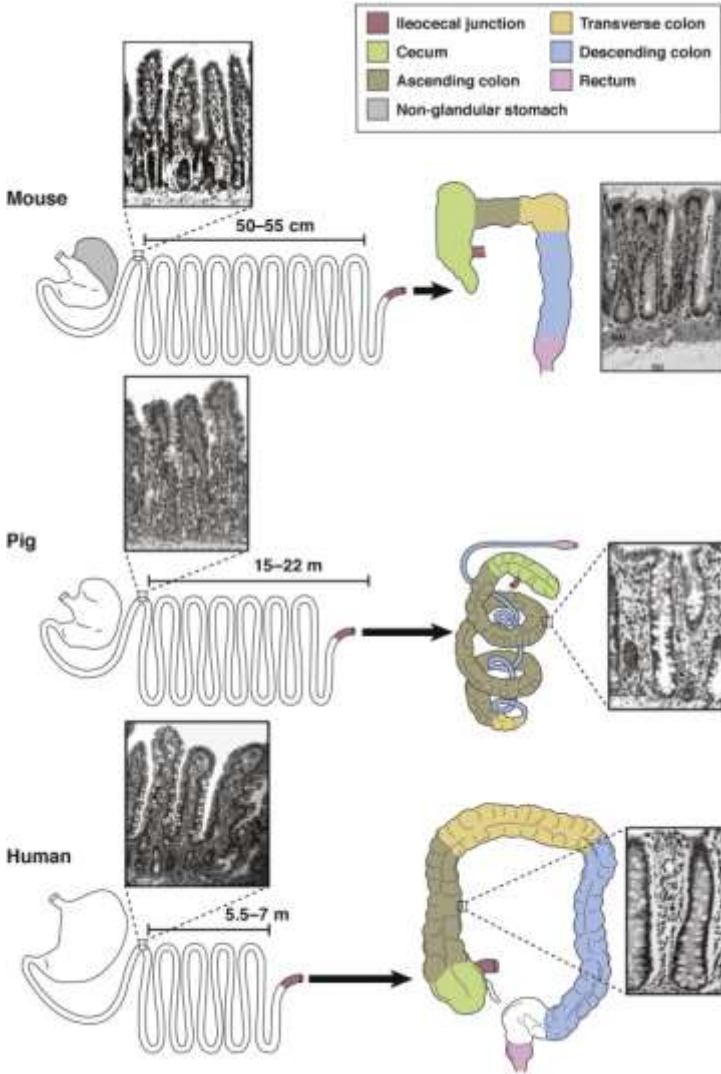 Ileocecal junction
Cecum
Ascending colon
Non-glandular stomach
Transverse colon
Descending colon
Rectum
Mouse
50–55 cm
Pig
15–22 m
Human
5.5–7 m